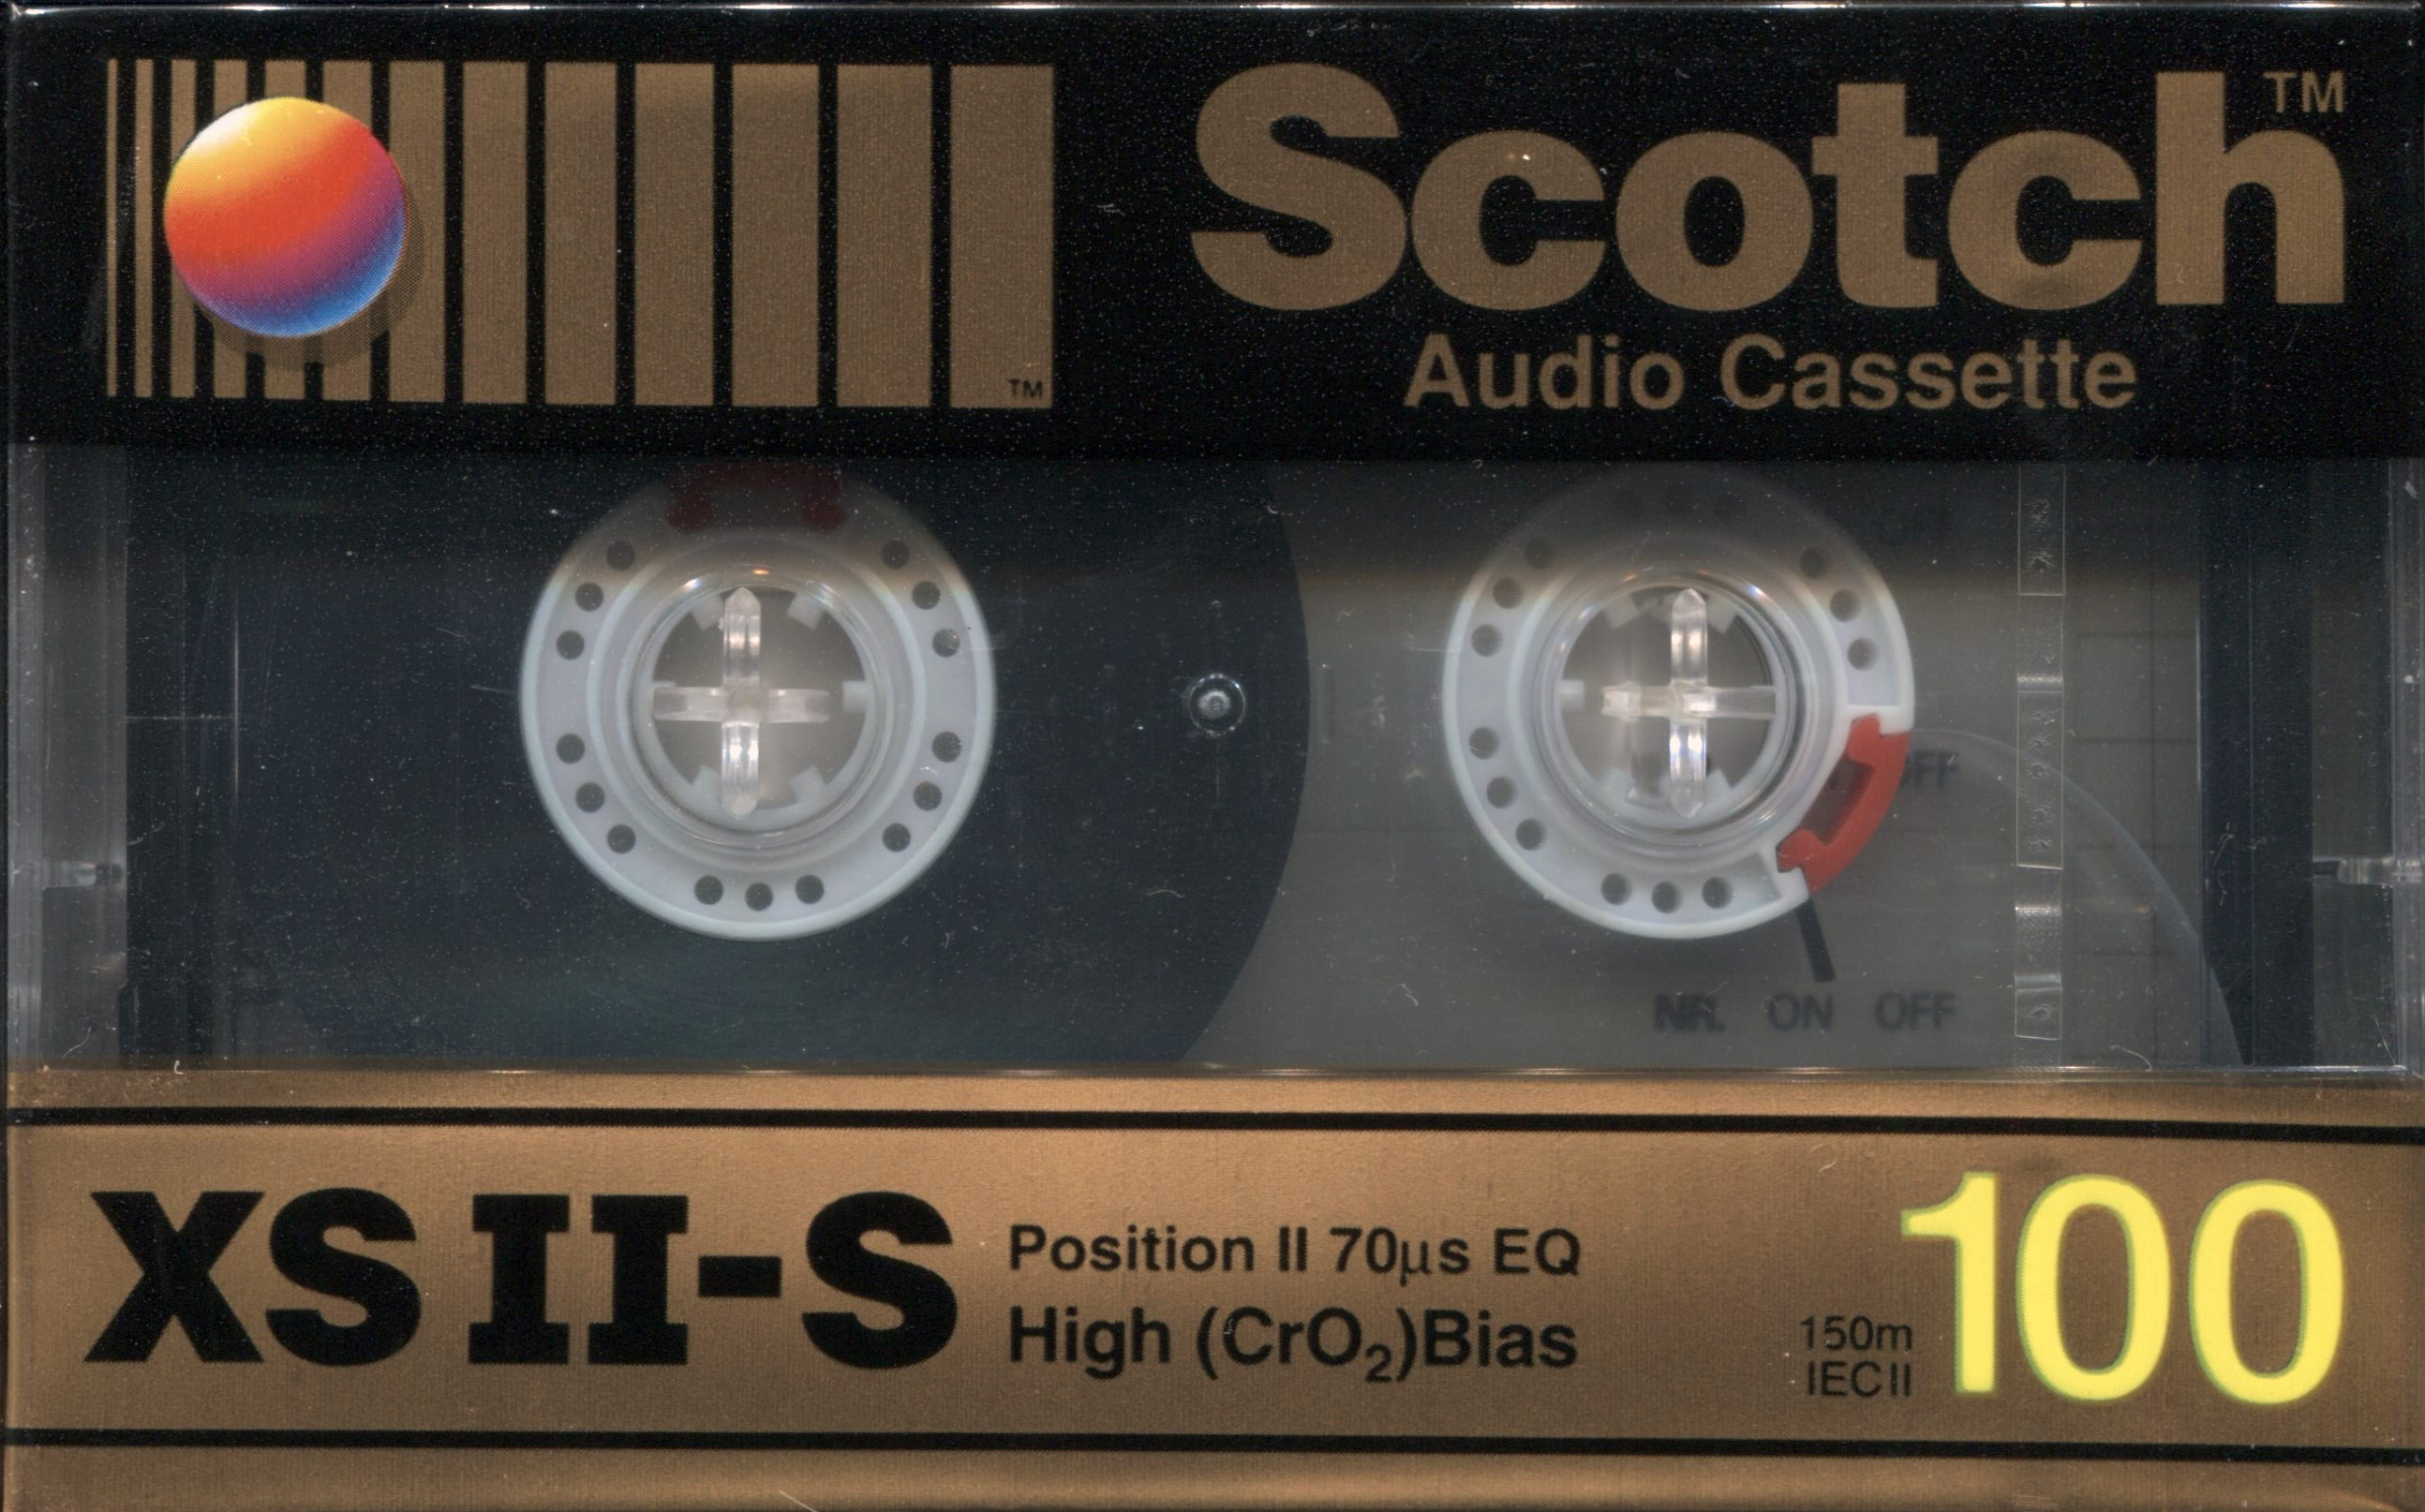 Scotch™
™
Audio Cassette
OFF
NR. ON OFF
XS II-S
Position II 70µs EQ
High (CrO₂)Bias
150m
IEC II
100